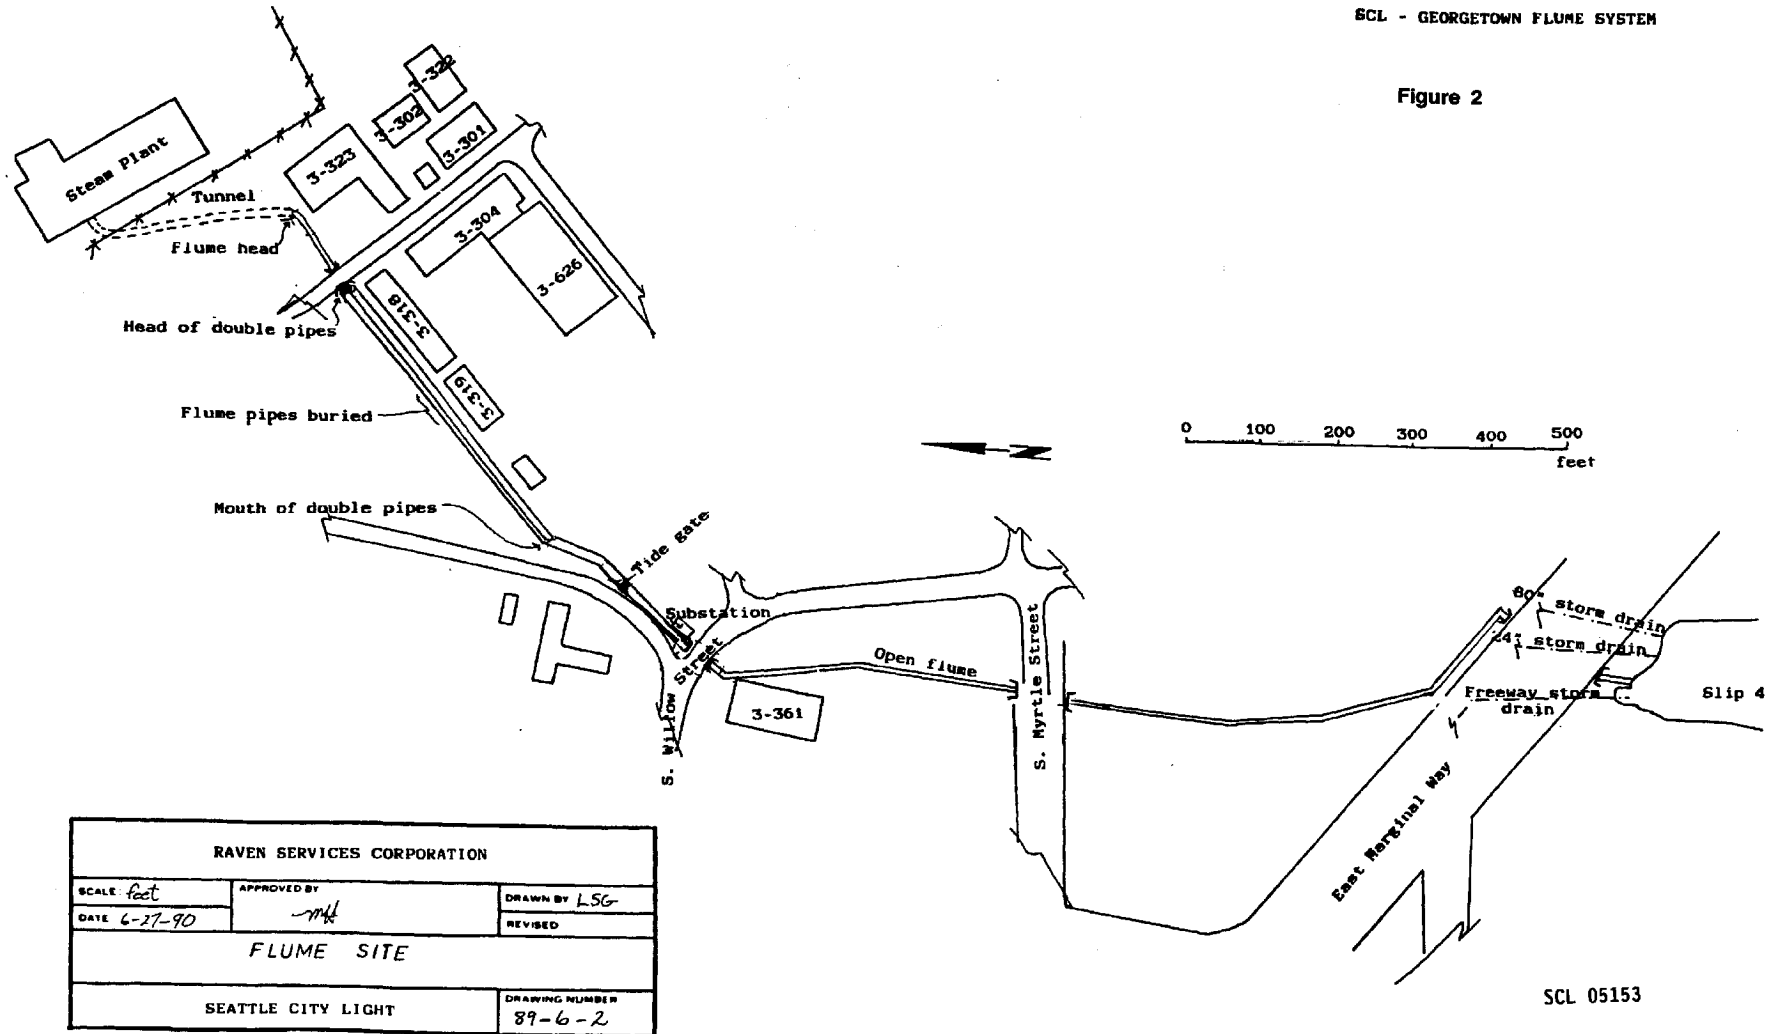 SCL - GEORGETOWN FLUME SYSTEM
Figure 2
3-322
3-302
3-301
3-323
Steam Plant
Tunnel
3-304
Flume head
3-626
3-318
Head of double pipes
3-319
Flume pipes buried
0 100 200 300 400 500
feet
N
Mouth of double pipes
Tide gate
Substation
S. Willow Street
Open flume
3-361
S. Myrtle Street
60" storm drain
24" storm drain
Freeway storm
drain
Slip 4
East Marginal Way
RAVEN SERVICES CORPORATION
SCALE: feet
APPROVED BY
DRAWN BY LSG
DATE 6-27-90
REVISED
FLUME SITE
SEATTLE CITY LIGHT
DRAWING NUMBER
89-6-2
SCL 05153